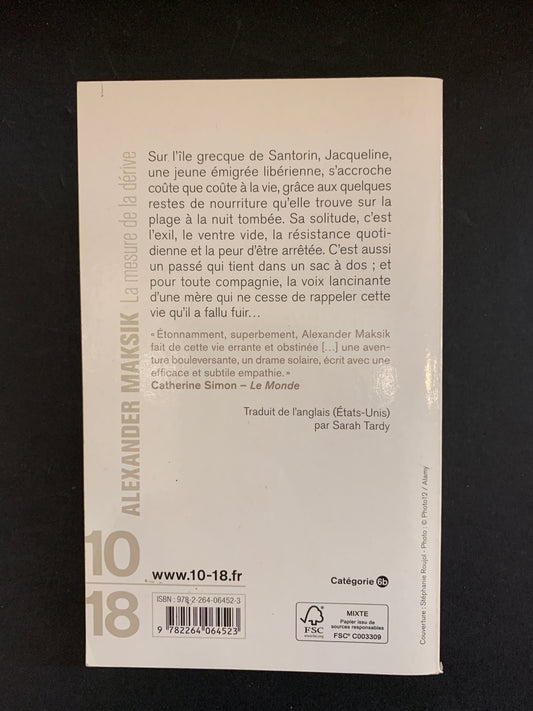 Sur l'île grecque de Santorin, Jacqueline,
une jeune émigrée libérienne, s'accroche
coûte que coûte à la vie, grâce aux quelques
restes de nourriture qu'elle trouve sur la
plage à la nuit tombée. Sa solitude, c'est
l'exil, le ventre vide, la résistance quoti-
dienne et la peur d'être arrêtée. C'est aussi
un passé qui tient dans un sac à dos ; et
pour toute compagnie, la voix lancinante
d'une mère qui ne cesse de rappeler cette
vie qu'il a fallu fuir…
« Étonnamment, superbement, Alexander Maksik
fait de cette vie errante et obstinée [...] une aven-
ture bouleversante, un drame solaire, écrit avec une
efficace et subtile empathie. »
Catherine Simon – Le Monde
Traduit de l'anglais (États-Unis)
par Sarah Tardy
ALEXANDER MAKSIK La mesure de la dérive
10
18
www.10-18.fr
Catégorie 6b
ISBN : 978-2-264-06452-3
9 782264 064523
FSC
www.fsc.org
MIXTE
Papier issu de
sources responsables
FSC® C003309
Couverture : Stéphanie Roujol - Photo : © Photo12 / Alamy